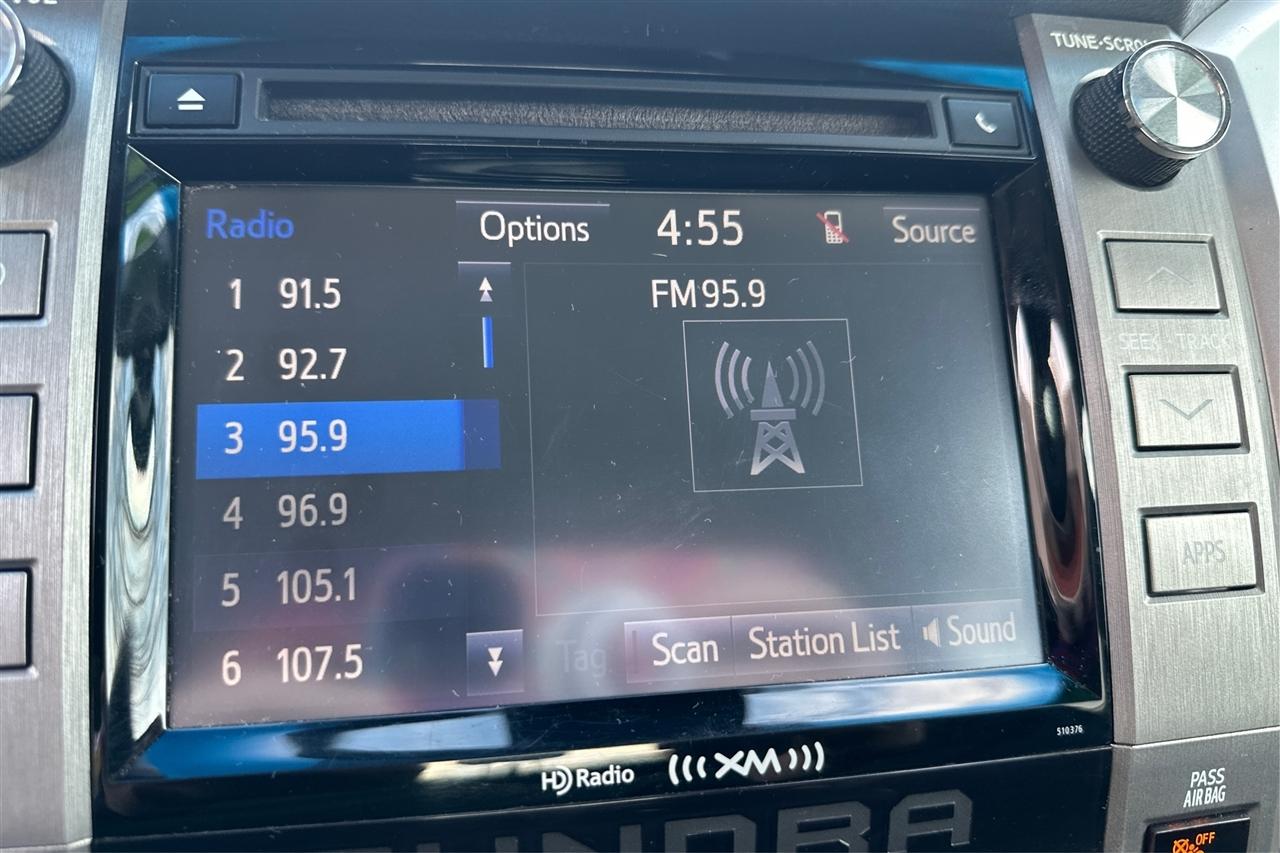 TUNE•SCRO
Radio
Options
4:55
Source
1 91.5
2 92.7
3 95.9
4 96.9
5 105.1
6 107.5
FM 95.9
SEEK - TRACK
APPS
Tag
Scan
Station List
Sound
510376
HD Radio
XM
PASS
AIR BAG
OFF
UNDRA